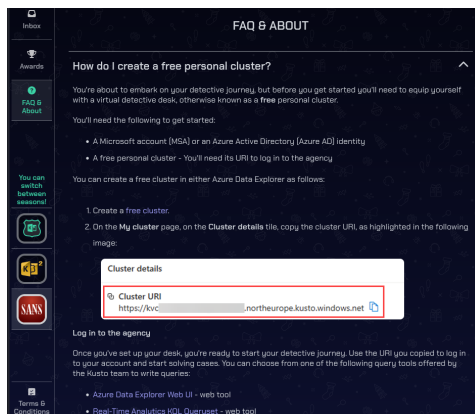 Inbox
Awards
FAQ &
About
You can
switch
between
seasons!
SANS
Terms &
Conditions
FAQ & ABOUT
How do I create a free personal cluster?
You're about to embark on your detective journey, but before you get started you'll need to equip yourself
with a virtual detective desk, otherwise known as a free personal cluster.
You'll need the following to get started:
• A Microsoft account (MSA) or an Azure Active Directory (Azure AD) identity
• A free personal cluster - You'll need its URI to log in to the agency
You can create a free cluster in either Azure Data Explorer as follows:
1. Create a free cluster.
2. On the My cluster page, on the Cluster details tile, copy the cluster URI, as highlighted in the following
image:
Cluster details
Cluster URI
https://kvc .northeurope.kusto.windows.net
Log in to the agency
Once you've set up your desk, you're ready to start your detective journey. Use the URI you copied to log in
to your account and start solving cases. You can choose from one of the following query tools offered by
the Kusto team to write queries:
• Azure Data Explorer Web UI - web tool
• Real-Time Analytics KQL Queryset - web tool